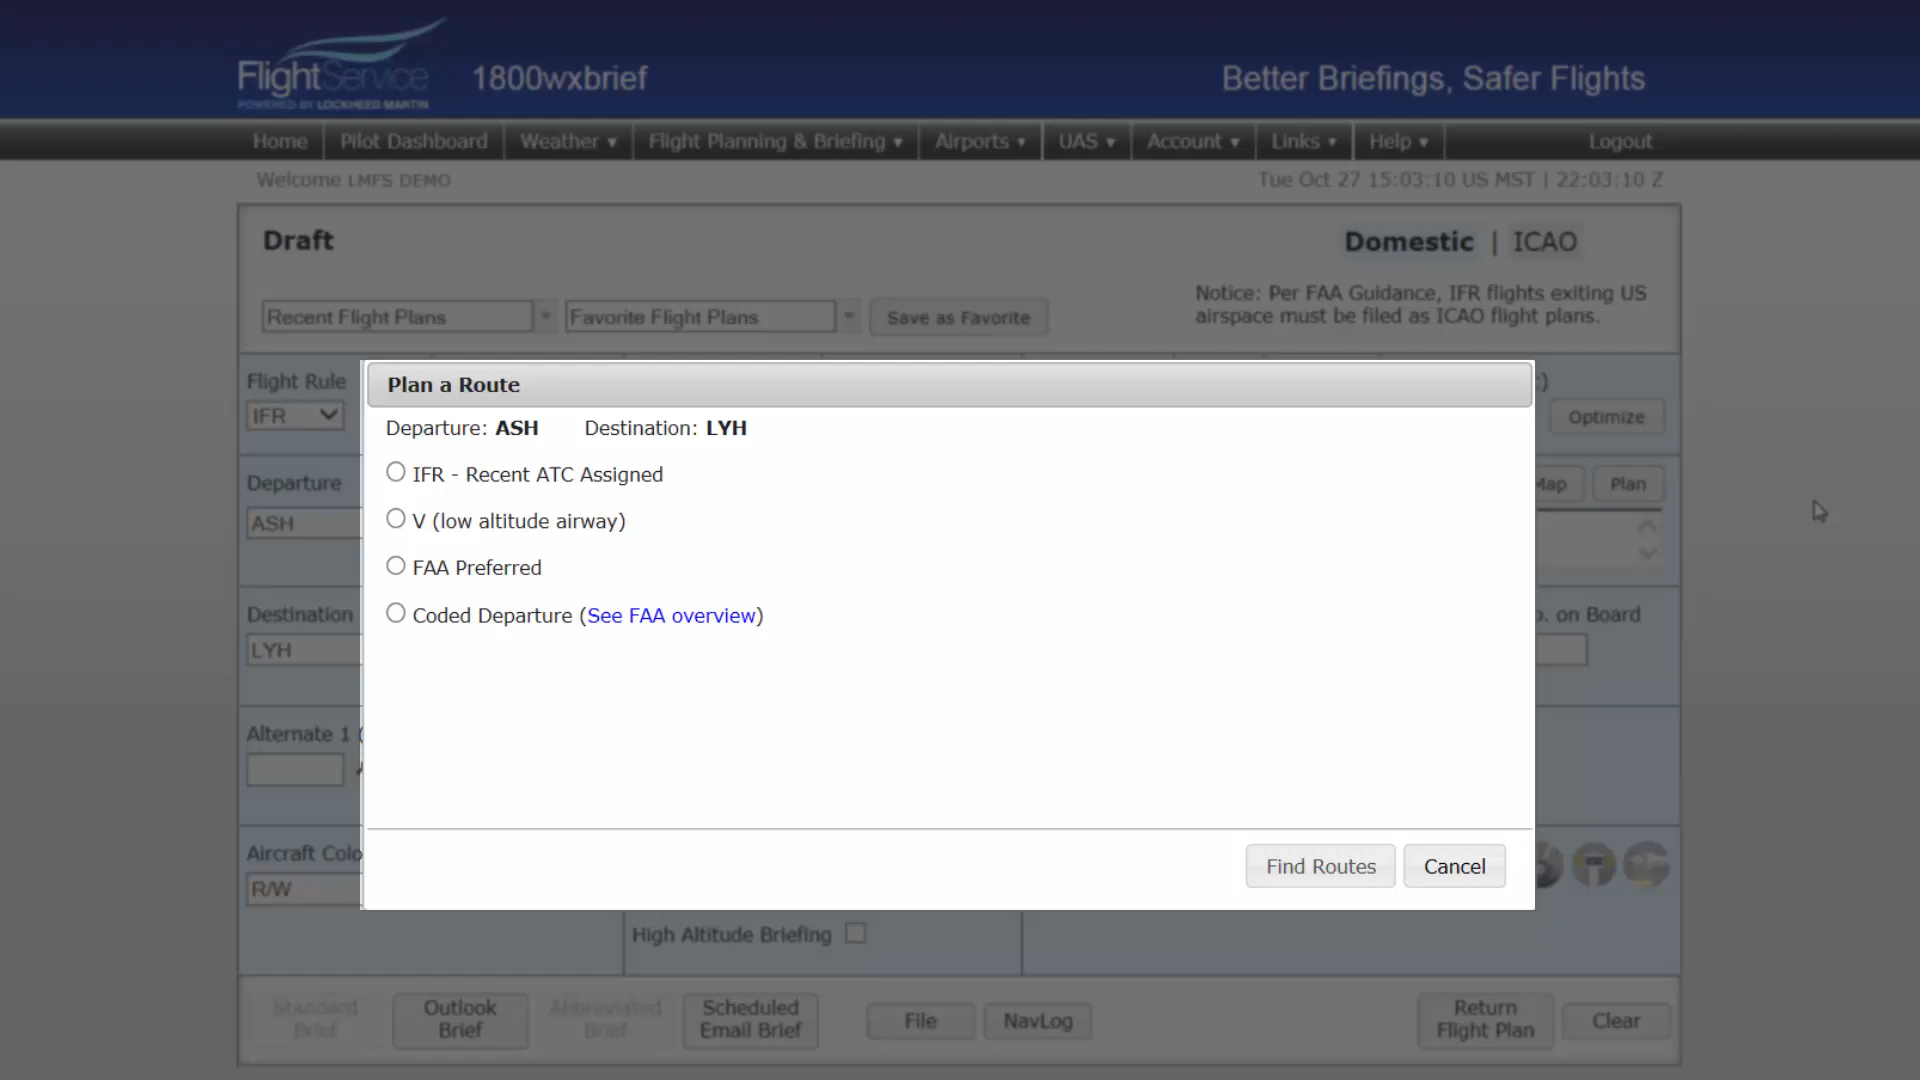 FlightService
POWERED BY LOCKHEED MARTIN
1800wxbrief
Better Briefings, Safer Flights
Home
Pilot Dashboard
Weather ▾
Flight Planning & Briefing ▾
Airports ▾
UAS ▾
Account ▾
Links ▾
Help ▾
Logout
Welcome LMFS DEMO
Tue Oct 27 15:03:10 US MST | 22:03:10 Z
Draft
Domestic | ICAO
Notice: Per FAA Guidance, IFR flights exiting US
airspace must be filed as ICAO flight plans.
Recent Flight Plans
Favorite Flight Plans
Save as Favorite
Flight Rule
IFR
Optimize
Plan a Route
Departure: ASH Destination: LYH
IFR - Recent ATC Assigned
V (low altitude airway)
FAA Preferred
Coded Departure (See FAA overview)
Find Routes
Cancel
Departure
ASH
Map
Plan
Destination
LYH
. on Board
Alternate 1 (
Aircraft Colo
R/W
High Altitude Briefing
Standard
Brief
Outlook
Brief
Abbreviated
Brief
Scheduled
Email Brief
File
NavLog
Return
Flight Plan
Clear